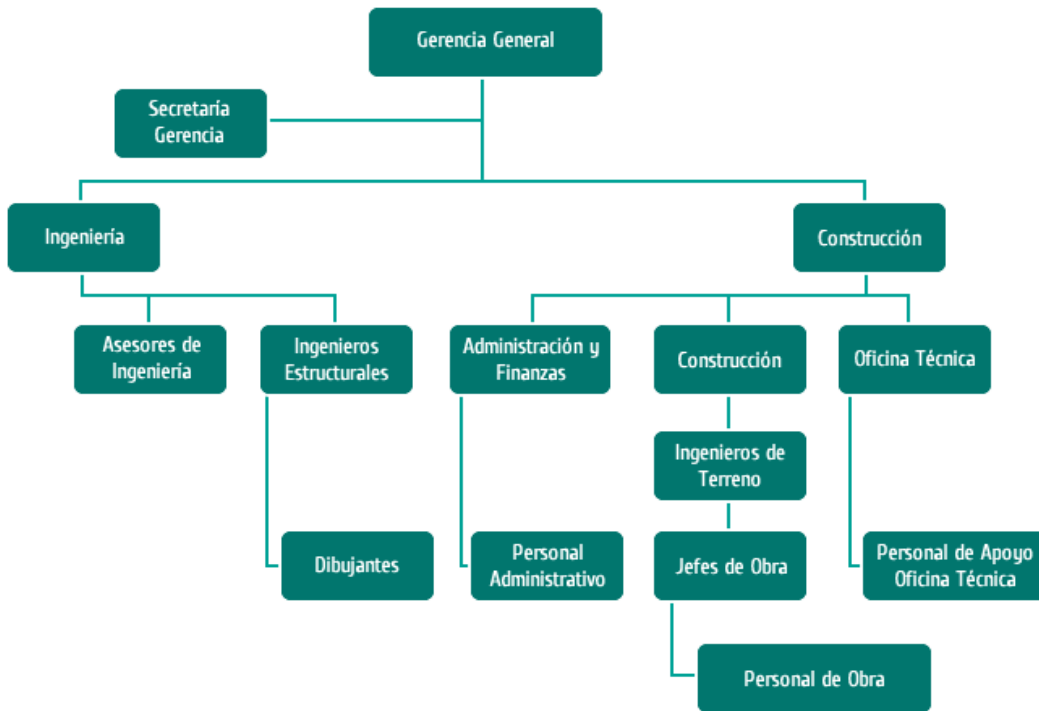 Gerencia General
Secretaría
Gerencia
Ingeniería
Construcción
Asesores de
Ingeniería
Ingenieros
Estructurales
Administración y
Finanzas
Construcción
Oficina Técnica
Ingenieros de
Terreno
Dibujantes
Personal
Administrativo
Jefes de Obra
Personal de Apoyo
Oficina Técnica
Personal de Obra